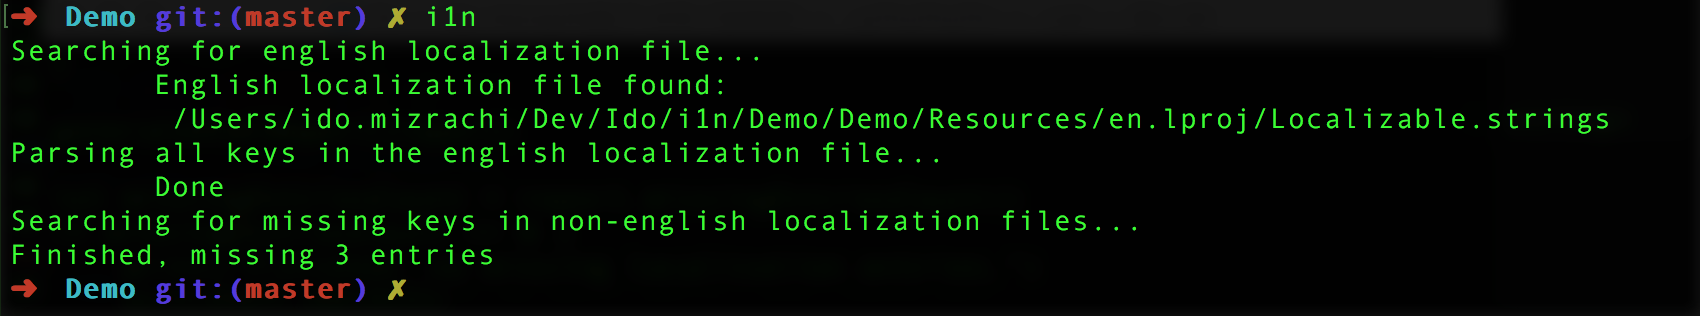 [➜ Demo git:(master) ✗ i1n
Searching for english localization file...
English localization file found:
/Users/ido.mizrachi/Dev/Ido/i1n/Demo/Demo/Resources/en.lproj/Localizable.strings
Parsing all keys in the english localization file...
Done
Searching for missing keys in non-english localization files...
Finished, missing 3 entries
➜ Demo git:(master) ✗